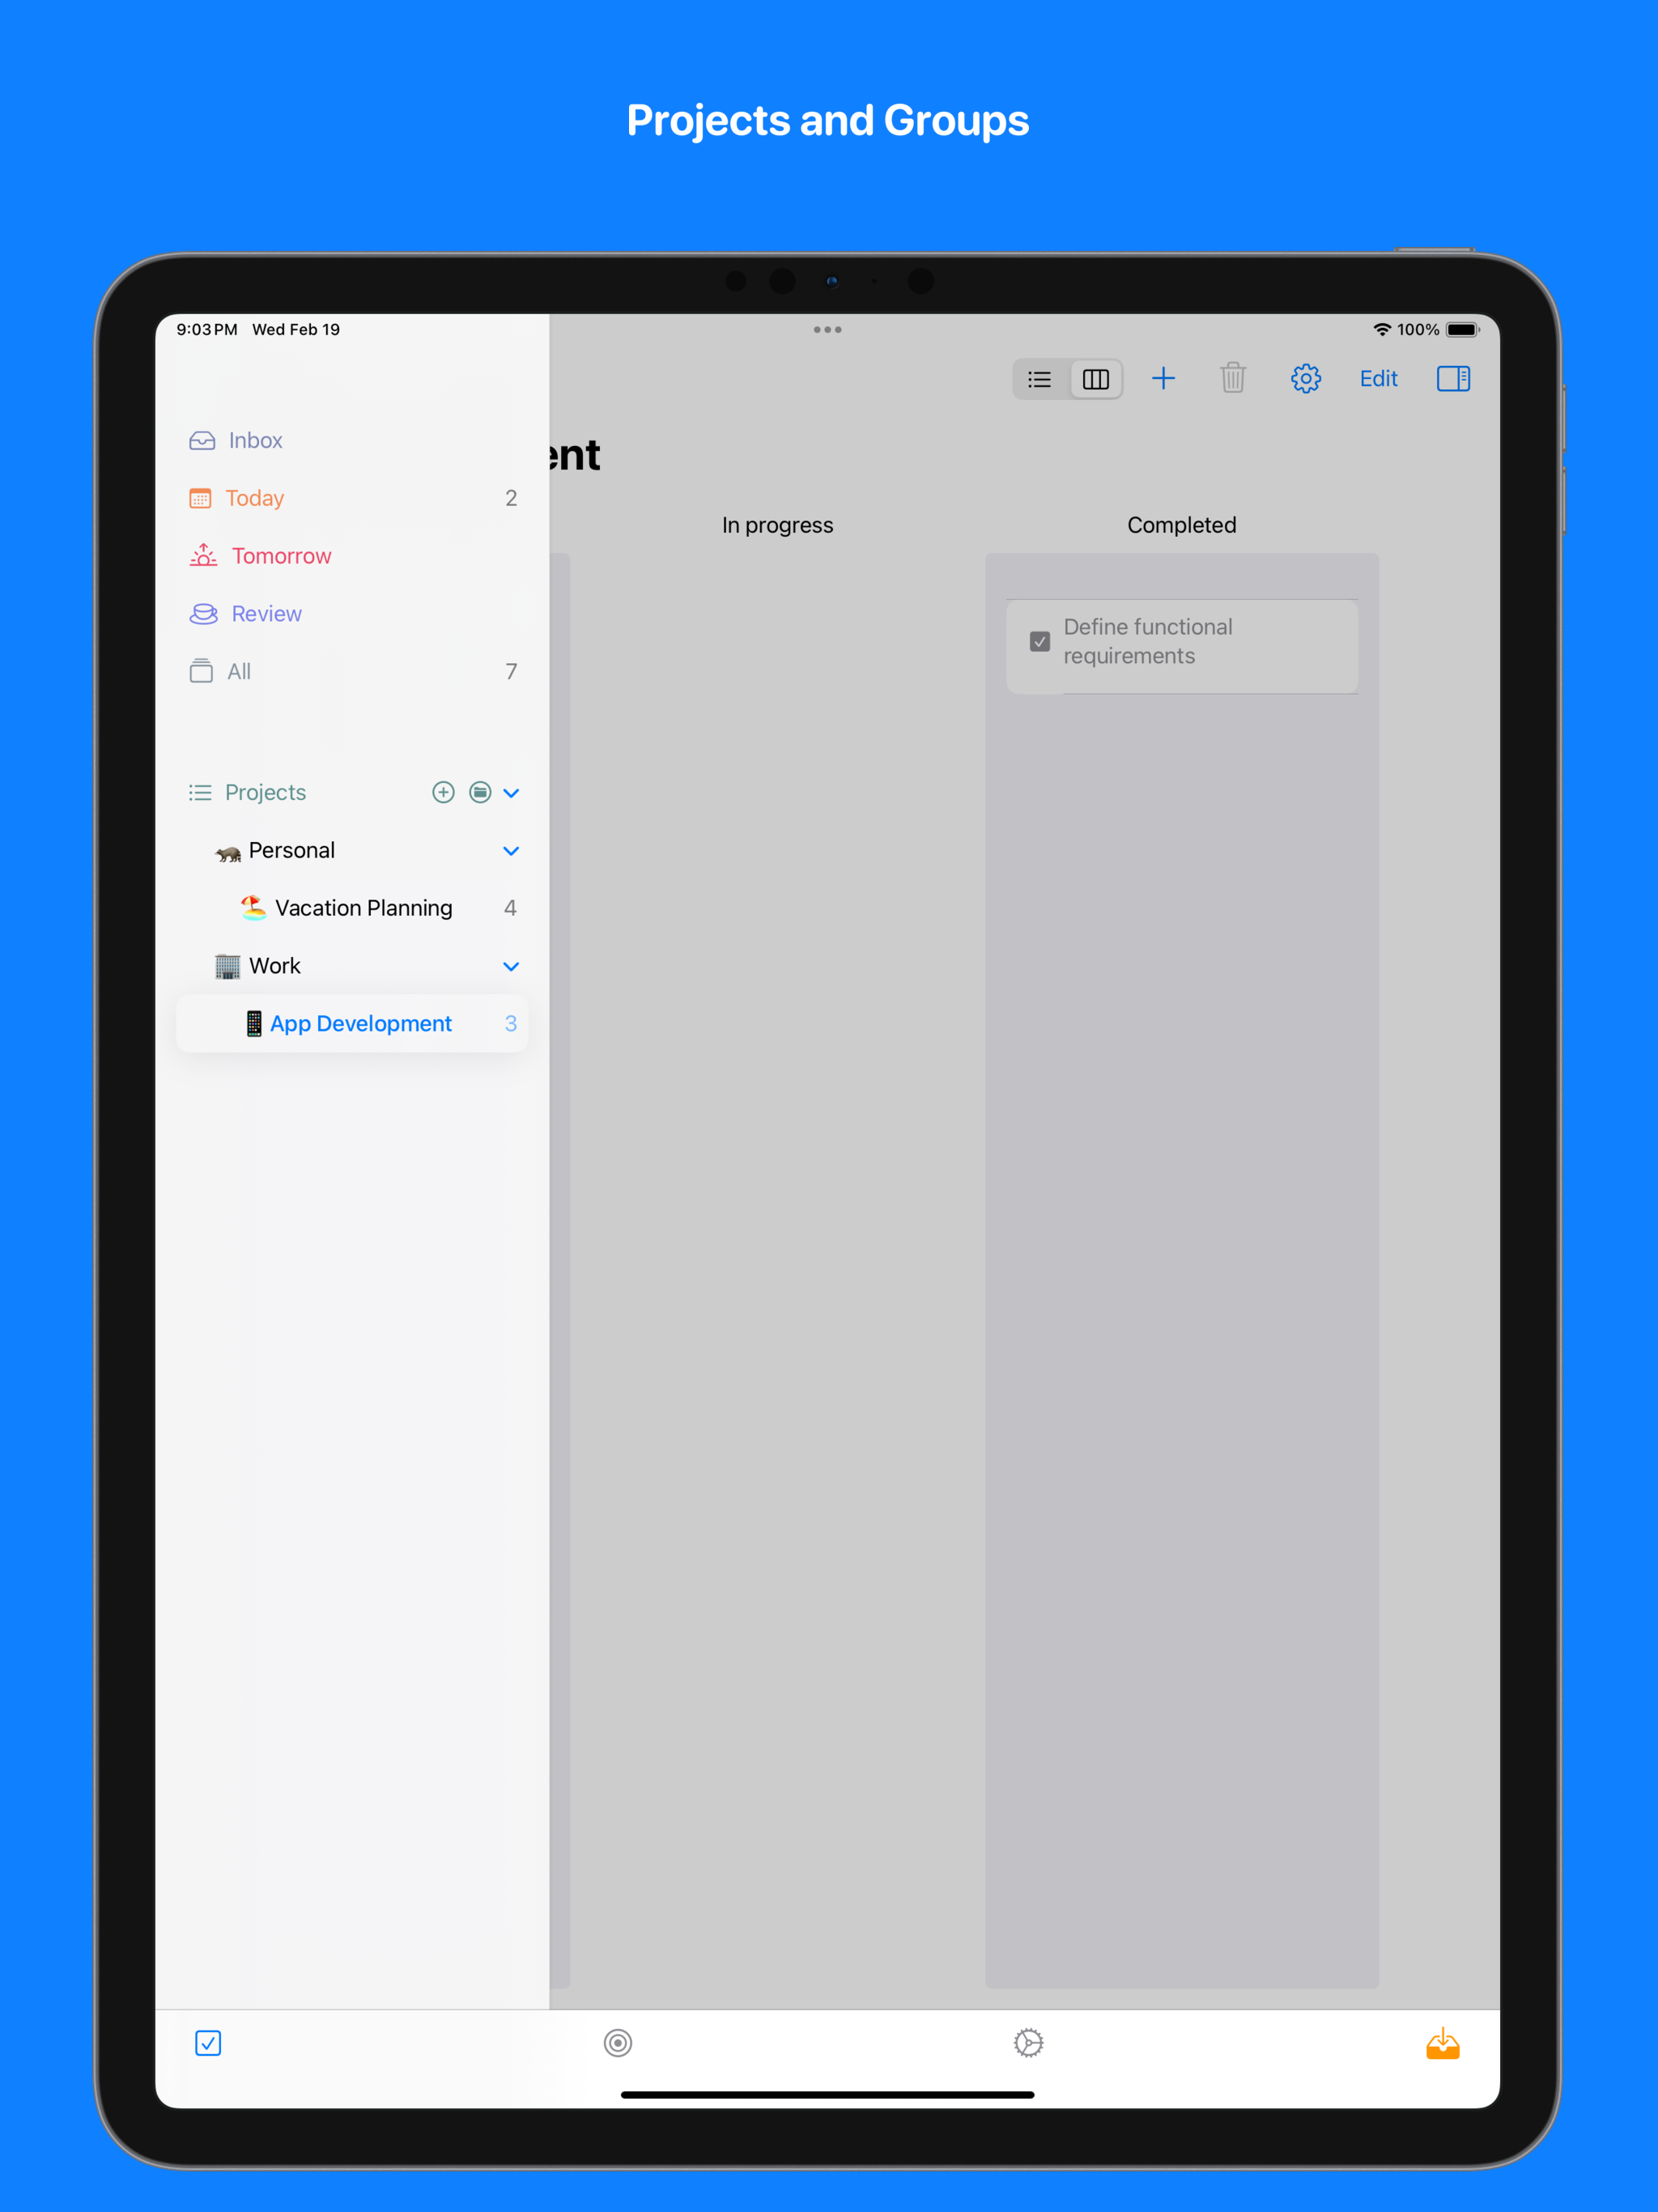 Projects and Groups
9:03 PM Wed Feb 19
100%
Edit
Inbox
Today 2
Tomorrow
Review
All 7
Projects
Personal
Vacation Planning 4
Work
App Development 3
ent
In progress
Completed
Define functional
requirements